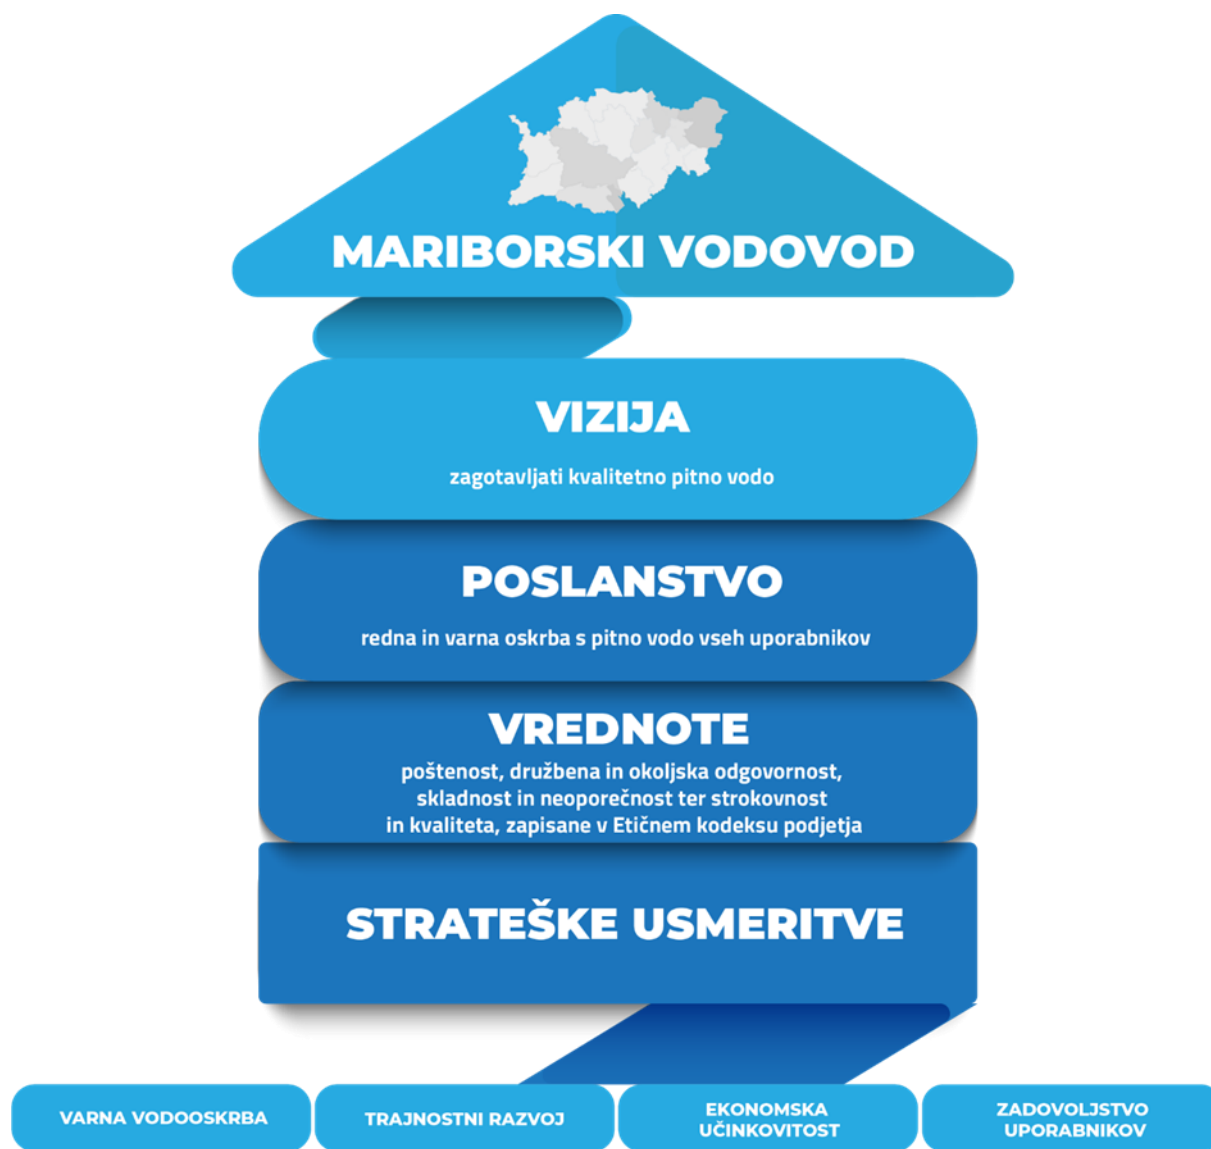 MARIBORSKI VODOVOD
VIZIJA
zagotavljati kvalitetno pitno vodo
POSLANSTVO
redna in varna oskrba s pitno vodo vseh uporabnikov
VREDNOTE
poštenost, družbena in okoljska odgovornost,
skladnost in neoporečnost ter strokovnost
in kvaliteta, zapisane v Etičnem kodeksu podjetja
STRATEŠKE USMERITVE
VARNA VODOOSKRBA
TRAJNOSTNI RAZVOJ
EKONOMSKA
UČINKOVITOST
ZADOVOLJSTVO
UPORABNIKOV